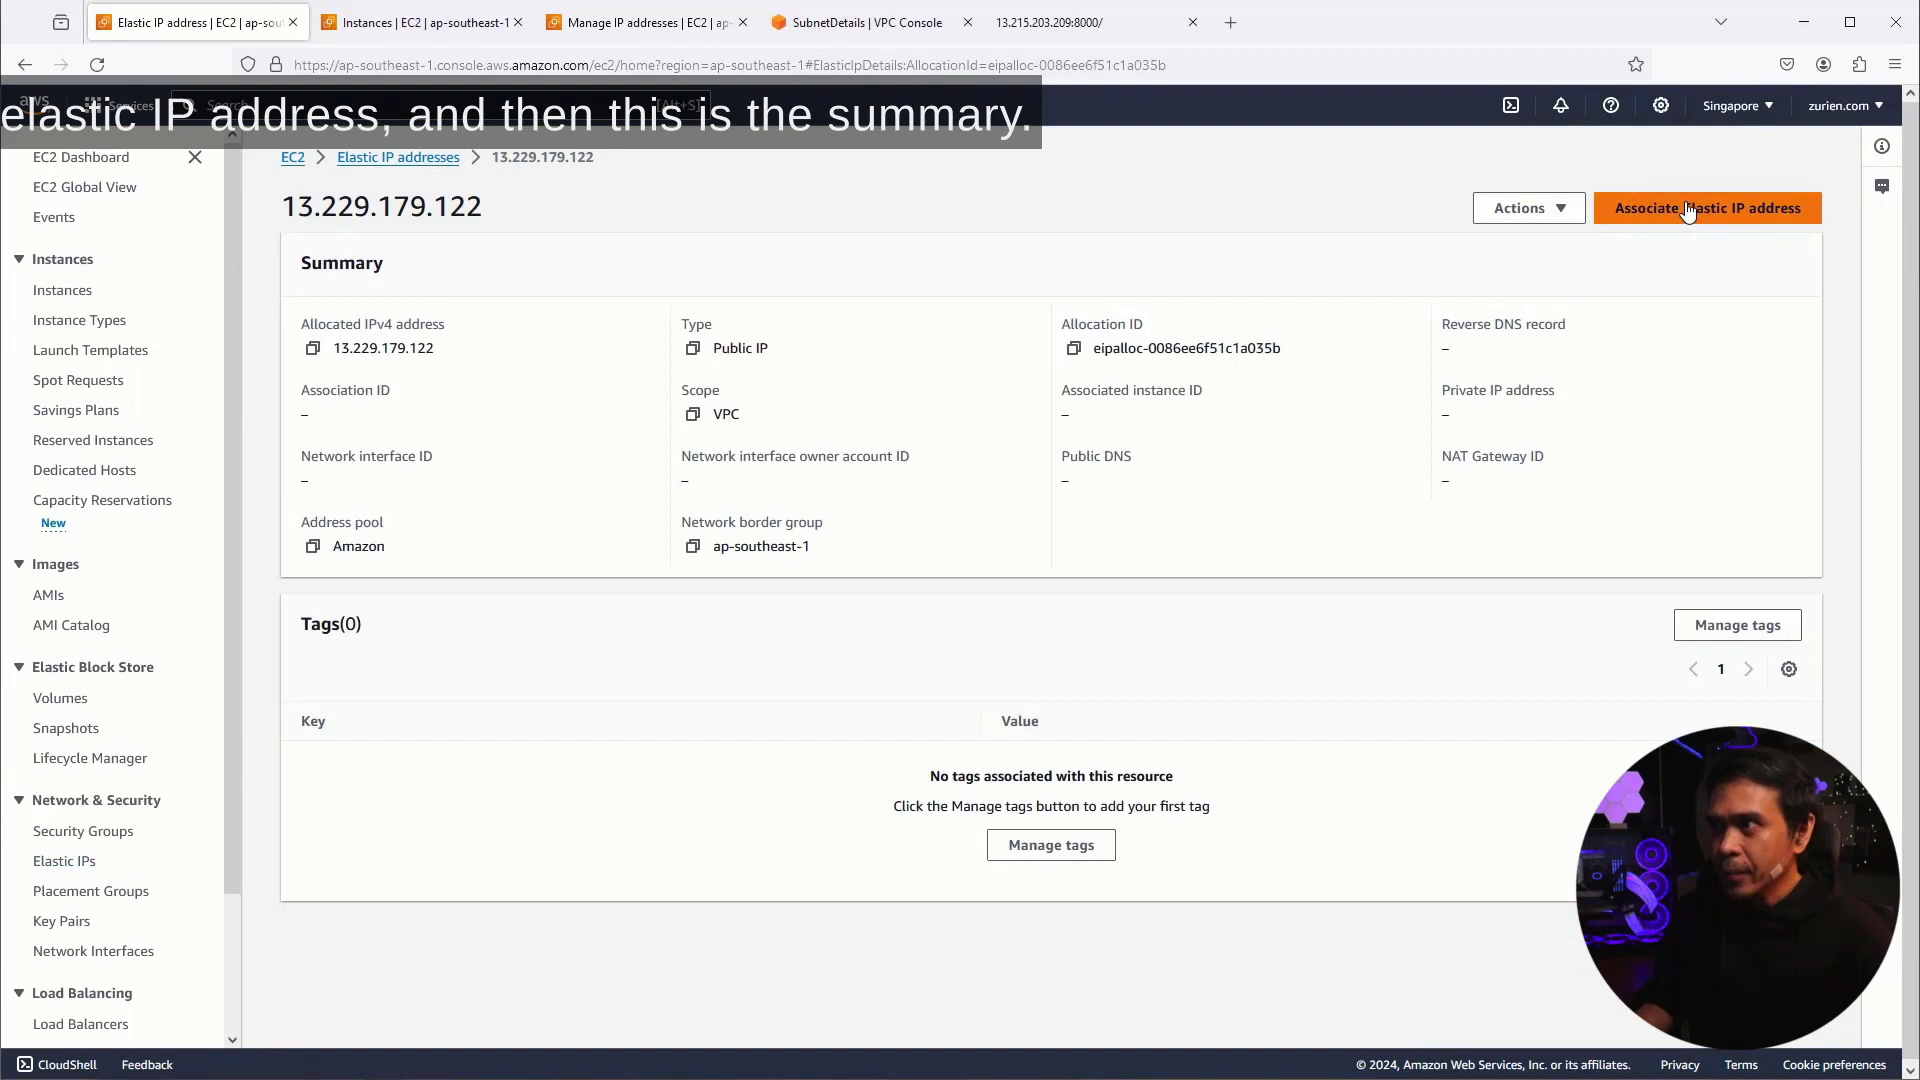 Elastic IP address | EC2 | ap-sou
Instances | EC2 | ap-southeast-1
Manage IP addresses | EC2 | ap-
SubnetDetails | VPC Console
13.215.203.209:8000/
https://ap-southeast-1.console.aws.amazon.com/ec2/home?region=ap-southeast-1#ElasticIpDetails:AllocationId=eipalloc-0086ee6f51c1a035b
aws
Services
Search
[Alt+S]
Singapore
zurien.com
elastic IP address, and then this is the summary.
EC2 Dashboard
EC2 Global View
Events
Instances
Instances
Instance Types
Launch Templates
Spot Requests
Savings Plans
Reserved Instances
Dedicated Hosts
Capacity Reservations
New
Images
AMIs
AMI Catalog
Elastic Block Store
Volumes
Snapshots
Lifecycle Manager
Network & Security
Security Groups
Elastic IPs
Placement Groups
Key Pairs
Network Interfaces
Load Balancing
Load Balancers
EC2 > Elastic IP addresses > 13.229.179.122
13.229.179.122
Actions
Associate Elastic IP address
Summary
Allocated IPv4 address
13.229.179.122
Type
Public IP
Allocation ID
eipalloc-0086ee6f51c1a035b
Reverse DNS record
–
Association ID
–
Scope
VPC
Associated instance ID
–
Private IP address
–
Network interface ID
–
Network interface owner account ID
–
Public DNS
–
NAT Gateway ID
–
Address pool
Amazon
Network border group
ap-southeast-1
Tags(0)
Manage tags
1
Key
Value
No tags associated with this resource
Click the Manage tags button to add your first tag
Manage tags
CloudShell
Feedback
© 2024, Amazon Web Services, Inc. or its affiliates.
Privacy
Terms
Cookie preferences